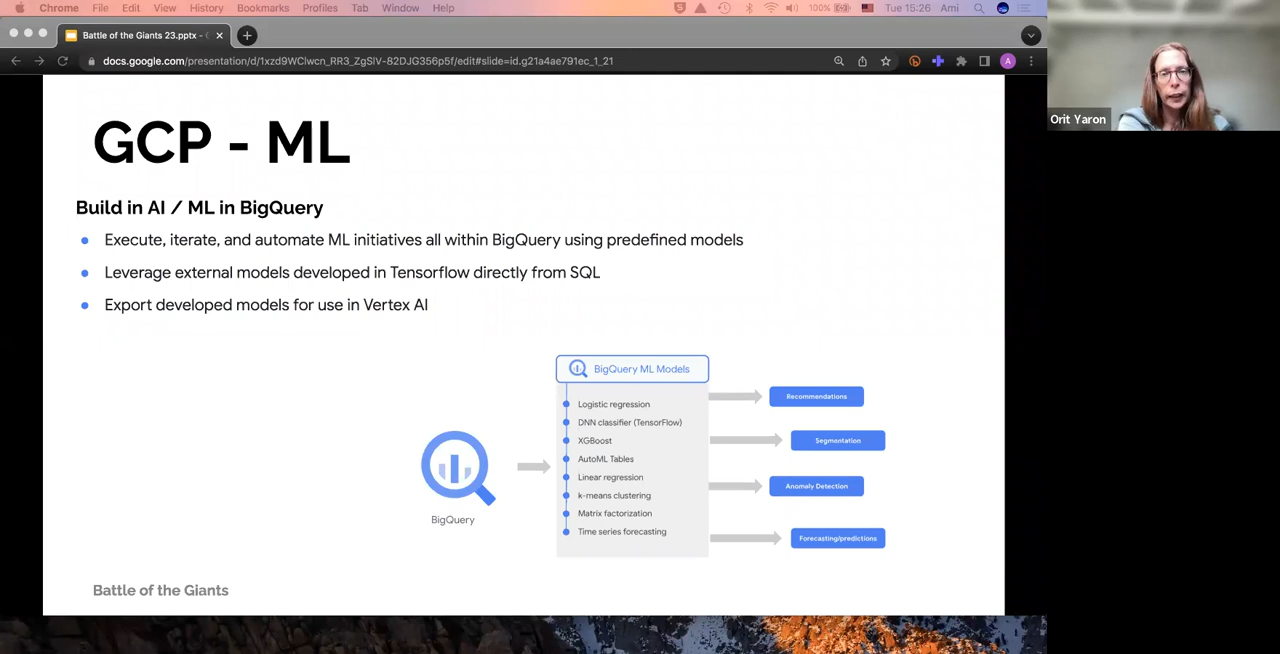 Chrome File Edit View History Bookmarks Profiles Tab Window Help 100% Tue 15:26 Ami
Battle of the Giants 23.pptx -
docs.google.com/presentation/d/1xzd9WClwcn_RR3_ZgSlV-82DJG356p5f/edit#slide=id.g21a4ae791ec_1_21
A
Orit Yaron
GCP - ML
Build in AI / ML in BigQuery
Execute, iterate, and automate ML initiatives all within BigQuery using predefined models
Leverage external models developed in Tensorflow directly from SQL
Export developed models for use in Vertex AI
BigQuery ML Models
Logistic regression
DNN classifier (TensorFlow)
XGBoost
AutoML Tables
Linear regression
k-means clustering
Matrix factorization
Time series forecasting
Recommendations
Segmentation
Anomaly Detection
Forecasting/predictions
BigQuery
Battle of the Giants